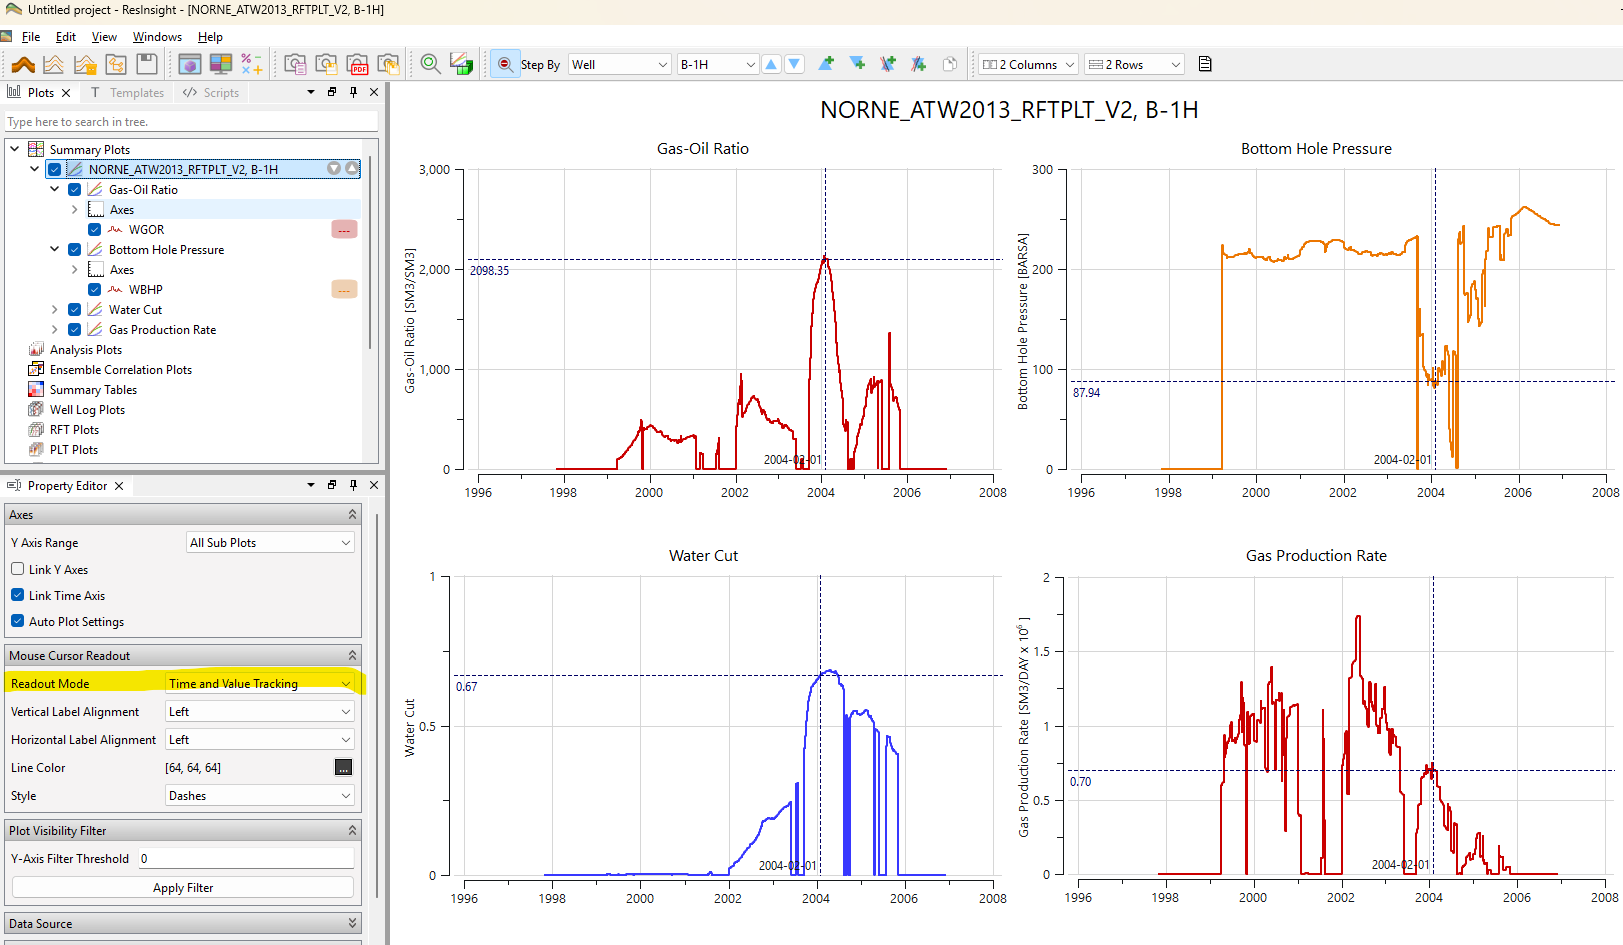 Untitled project - ResInsight - [NORNE_ATW2013_RFTPLT_V2, B-1H]
File Edit View Windows Help
PDF
Step By Well B-1H 2 Columns 2 Rows
Plots Templates Scripts
Type here to search in tree.
Summary Plots
NORNE_ATW2013_RFTPLT_V2, B-1H
Gas-Oil Ratio
Axes
WGOR ---
Bottom Hole Pressure
Axes
WBHP ---
Water Cut
Gas Production Rate
Analysis Plots
Ensemble Correlation Plots
Summary Tables
Well Log Plots
RFT Plots
PLT Plots
Property Editor
Axes
Y Axis Range All Sub Plots
Link Y Axes
Link Time Axis
Auto Plot Settings
Mouse Cursor Readout
Readout Mode Time and Value Tracking
Vertical Label Alignment Left
Horizontal Label Alignment Left
Line Color [64, 64, 64] ...
Style Dashes
Plot Visibility Filter
Y-Axis Filter Threshold 0
Apply Filter
Data Source
NORNE_ATW2013_RFTPLT_V2, B-1H
Gas-Oil Ratio
Gas-Oil Ratio [SM3/SM3]
3,000
2,000
1,000
0
2098.35
2004-02-01
1996 1998 2000 2002 2004 2006 2008
Bottom Hole Pressure
Bottom Hole Pressure [BARSA]
300
200
100
0
87.94
2004-02-01
1996 1998 2000 2002 2004 2006 2008
Water Cut
Water Cut
1
0.5
0
0.67
2004-02-01
1996 1998 2000 2002 2004 2006 2008
Gas Production Rate
Gas Production Rate [SM3/DAY x 10⁶ ]
2
1.5
1
0.5
0
0.70
2004-02-01
1996 1998 2000 2002 2004 2006 2008